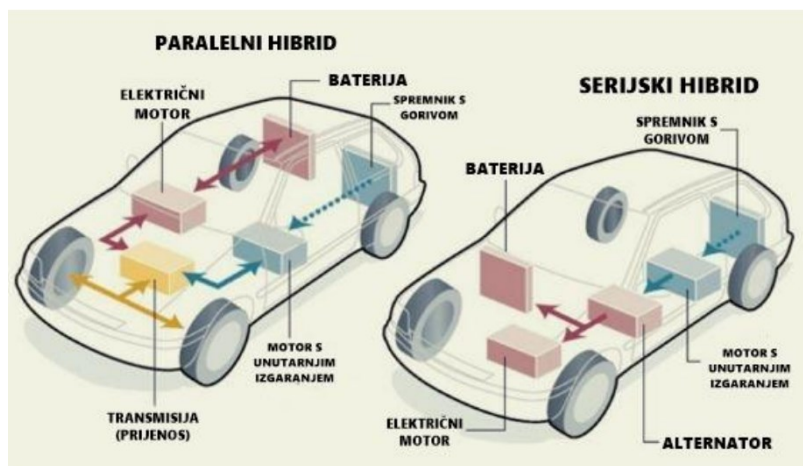 PARALELNI HIBRID
ELEKTRIČNI
MOTOR
BATERIJA
SPREMNIK S
GORIVOM
MOTOR S
UNUTARNJIM
IZGARANJEM
TRANSMISIJA
(PRIJENOS)
SERIJSKI HIBRID
SPREMNIK S
GORIVOM
BATERIJA
MOTOR S
UNUTARNJIM
IZGARANJEM
ELEKTRIČNI
MOTOR
ALTERNATOR